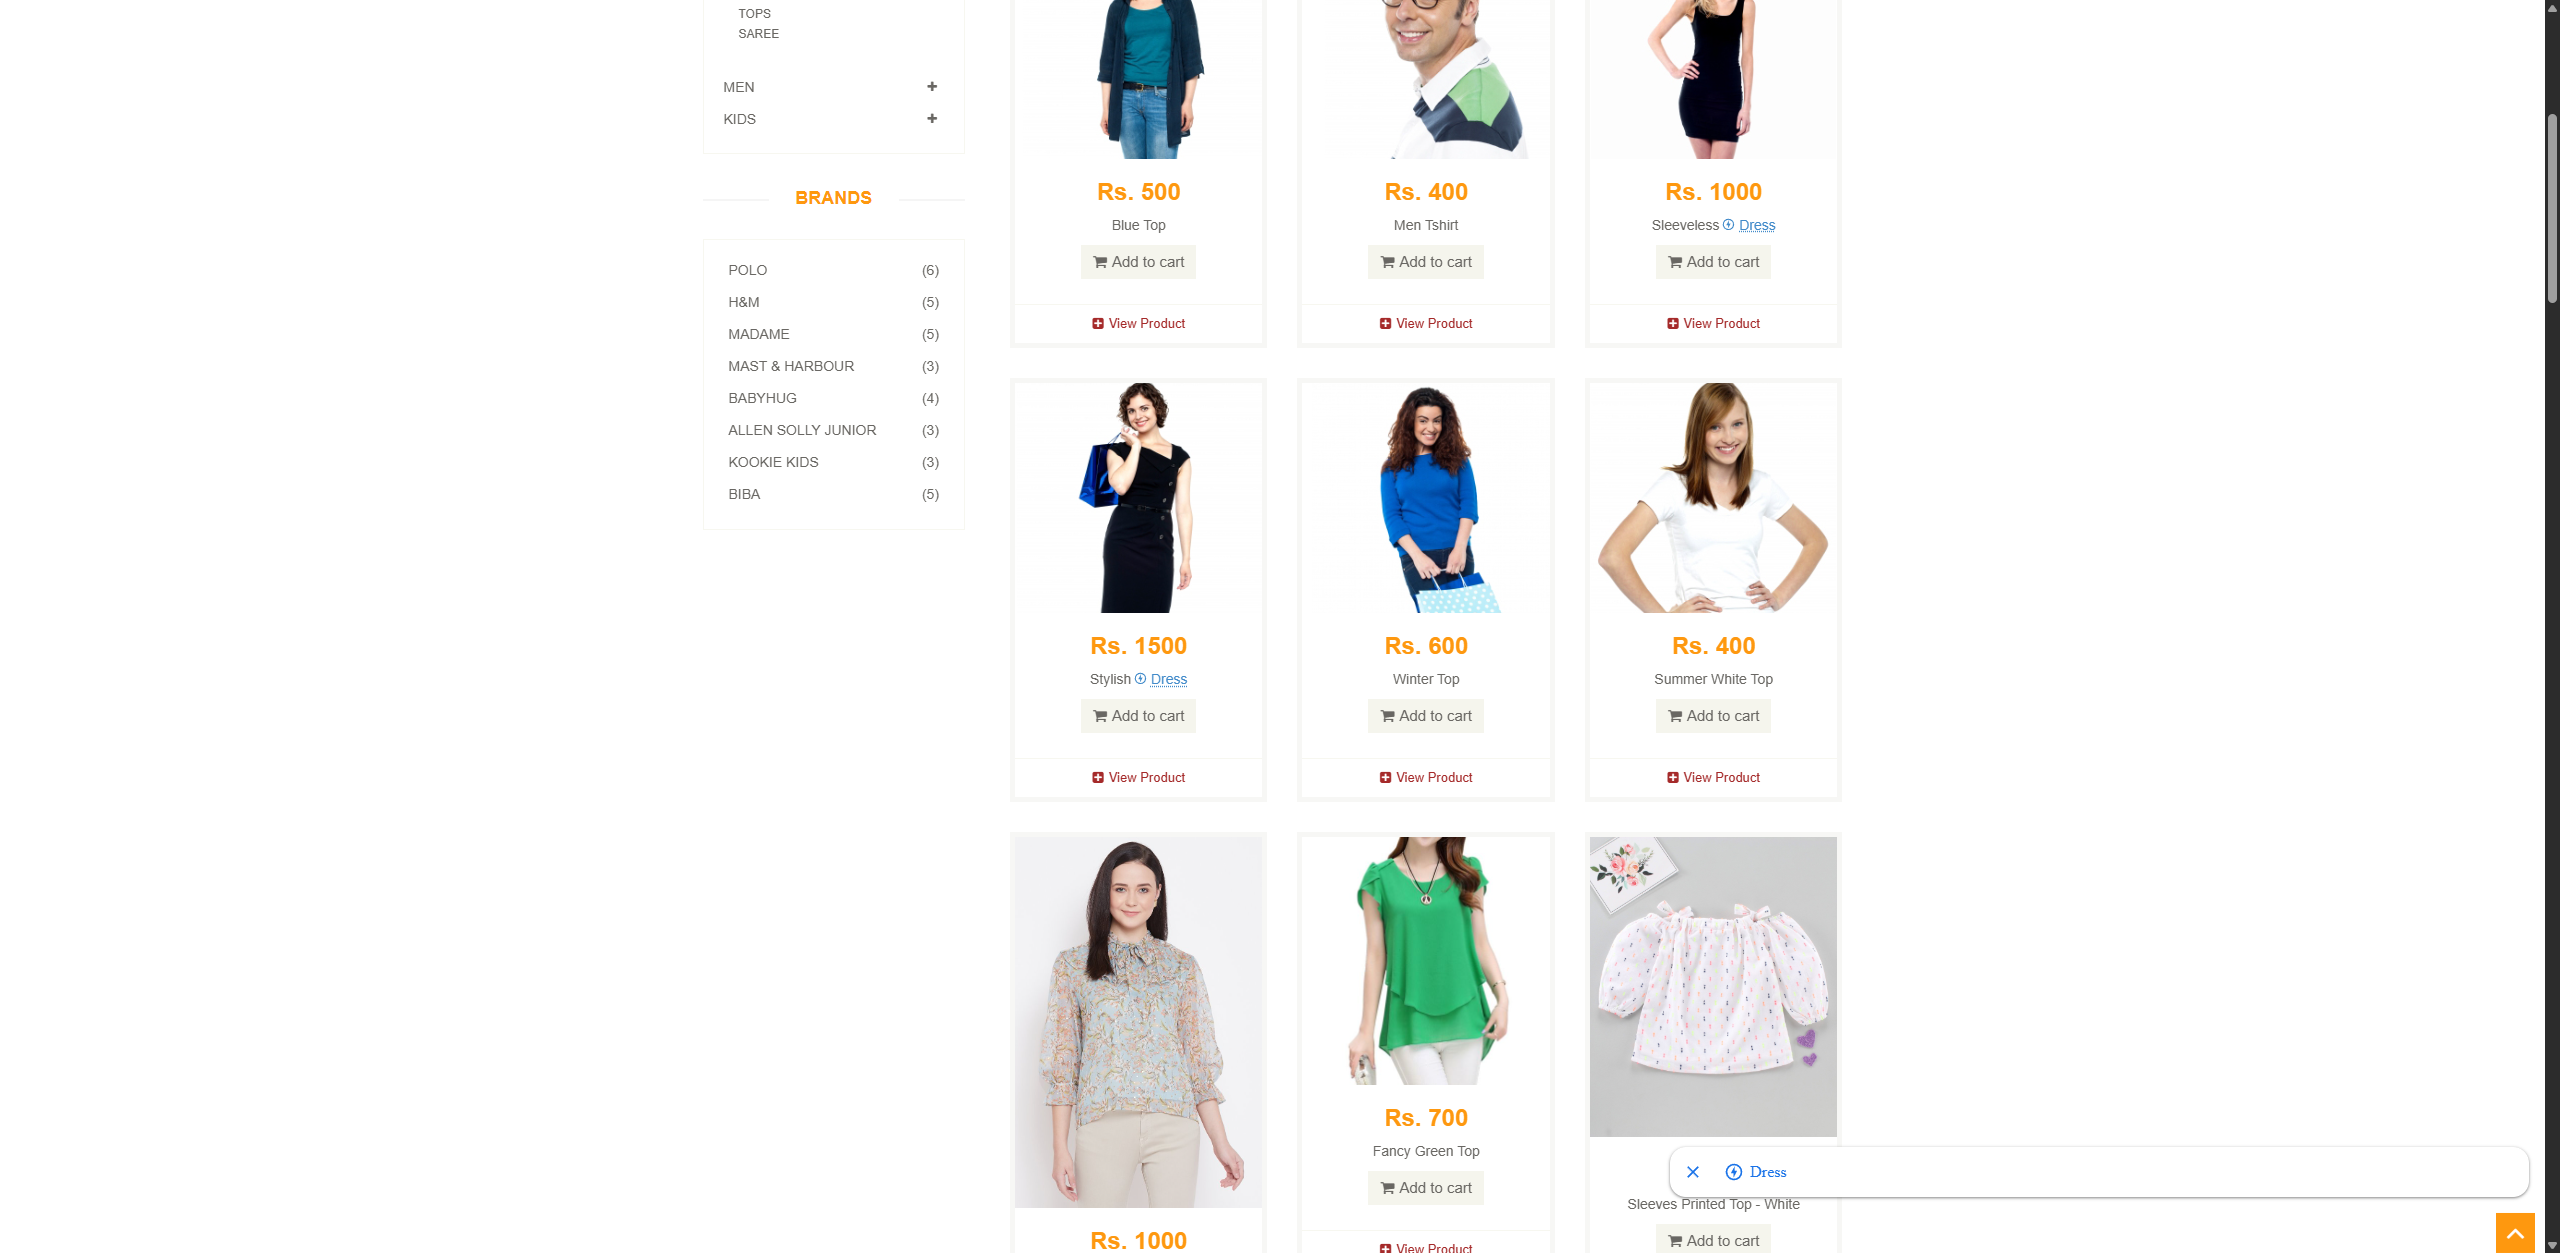 TOPS
SAREE
MEN
KIDS
BRANDS
POLO (6)
H&M (5)
MADAME (5)
MAST & HARBOUR (3)
BABYHUG (4)
ALLEN SOLLY JUNIOR (3)
KOOKIE KIDS (3)
BIBA (5)
Rs. 500
Blue Top
Add to cart
View Product
Rs. 400
Men Tshirt
Add to cart
View Product
Rs. 1000
Sleeveless Dress
Add to cart
View Product
Rs. 1500
Stylish Dress
Add to cart
View Product
Rs. 600
Winter Top
Add to cart
View Product
Rs. 400
Summer White Top
Add to cart
View Product
Rs. 1000
Rs. 700
Fancy Green Top
Add to cart
View Product
Sleeves Printed Top - White
Add to cart
Dress